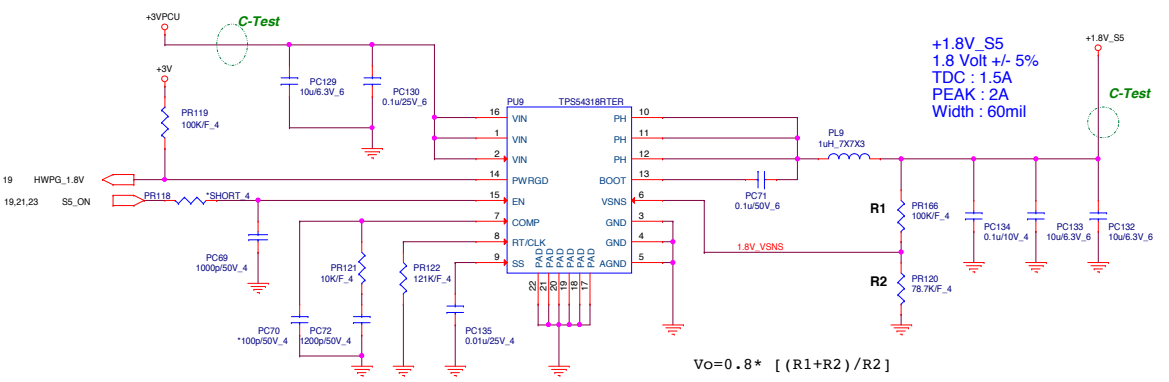 +3VPCU
C-Test
+3V
PC129
10u/6.3V_6
PC130
0.1u/25V_6
PR119
100K/F_4
19 HWPG_1.8V
19,21,23 S5_ON
PR118 *SHORT_4
PC69
1000p/50V_4
PR121
10K/F_4
PR122
121K/F_4
PC70
*100p/50V_4
PC72
1200p/50V_4
PC135
0.01u/25V_4
PU9 TPS54318RTER
16 VIN
1 VIN
2 VIN
14 PWRGD
15 EN
7 COMP
8 RT/CLK
9 SS
PH 10
PH 11
PH 12
BOOT 13
VSNS 6
GND 3
GND 4
AGND 5
PAD PAD PAD PAD PAD PAD
22 21 20 19 18 17
PL9
1uH_7X7X3
PC71
0.1u/50V_6
1.8V_VSNS
R1
PR166
100K/F_4
R2
PR120
78.7K/F_4
PC134
0.1u/10V_4
PC133
10u/6.3V_6
PC132
10u/6.3V_6
+1.8V_S5
1.8 Volt +/- 5%
TDC : 1.5A
PEAK : 2A
Width : 60mil
+1.8V_S5
C-Test
Vo=0.8* [(R1+R2)/R2]